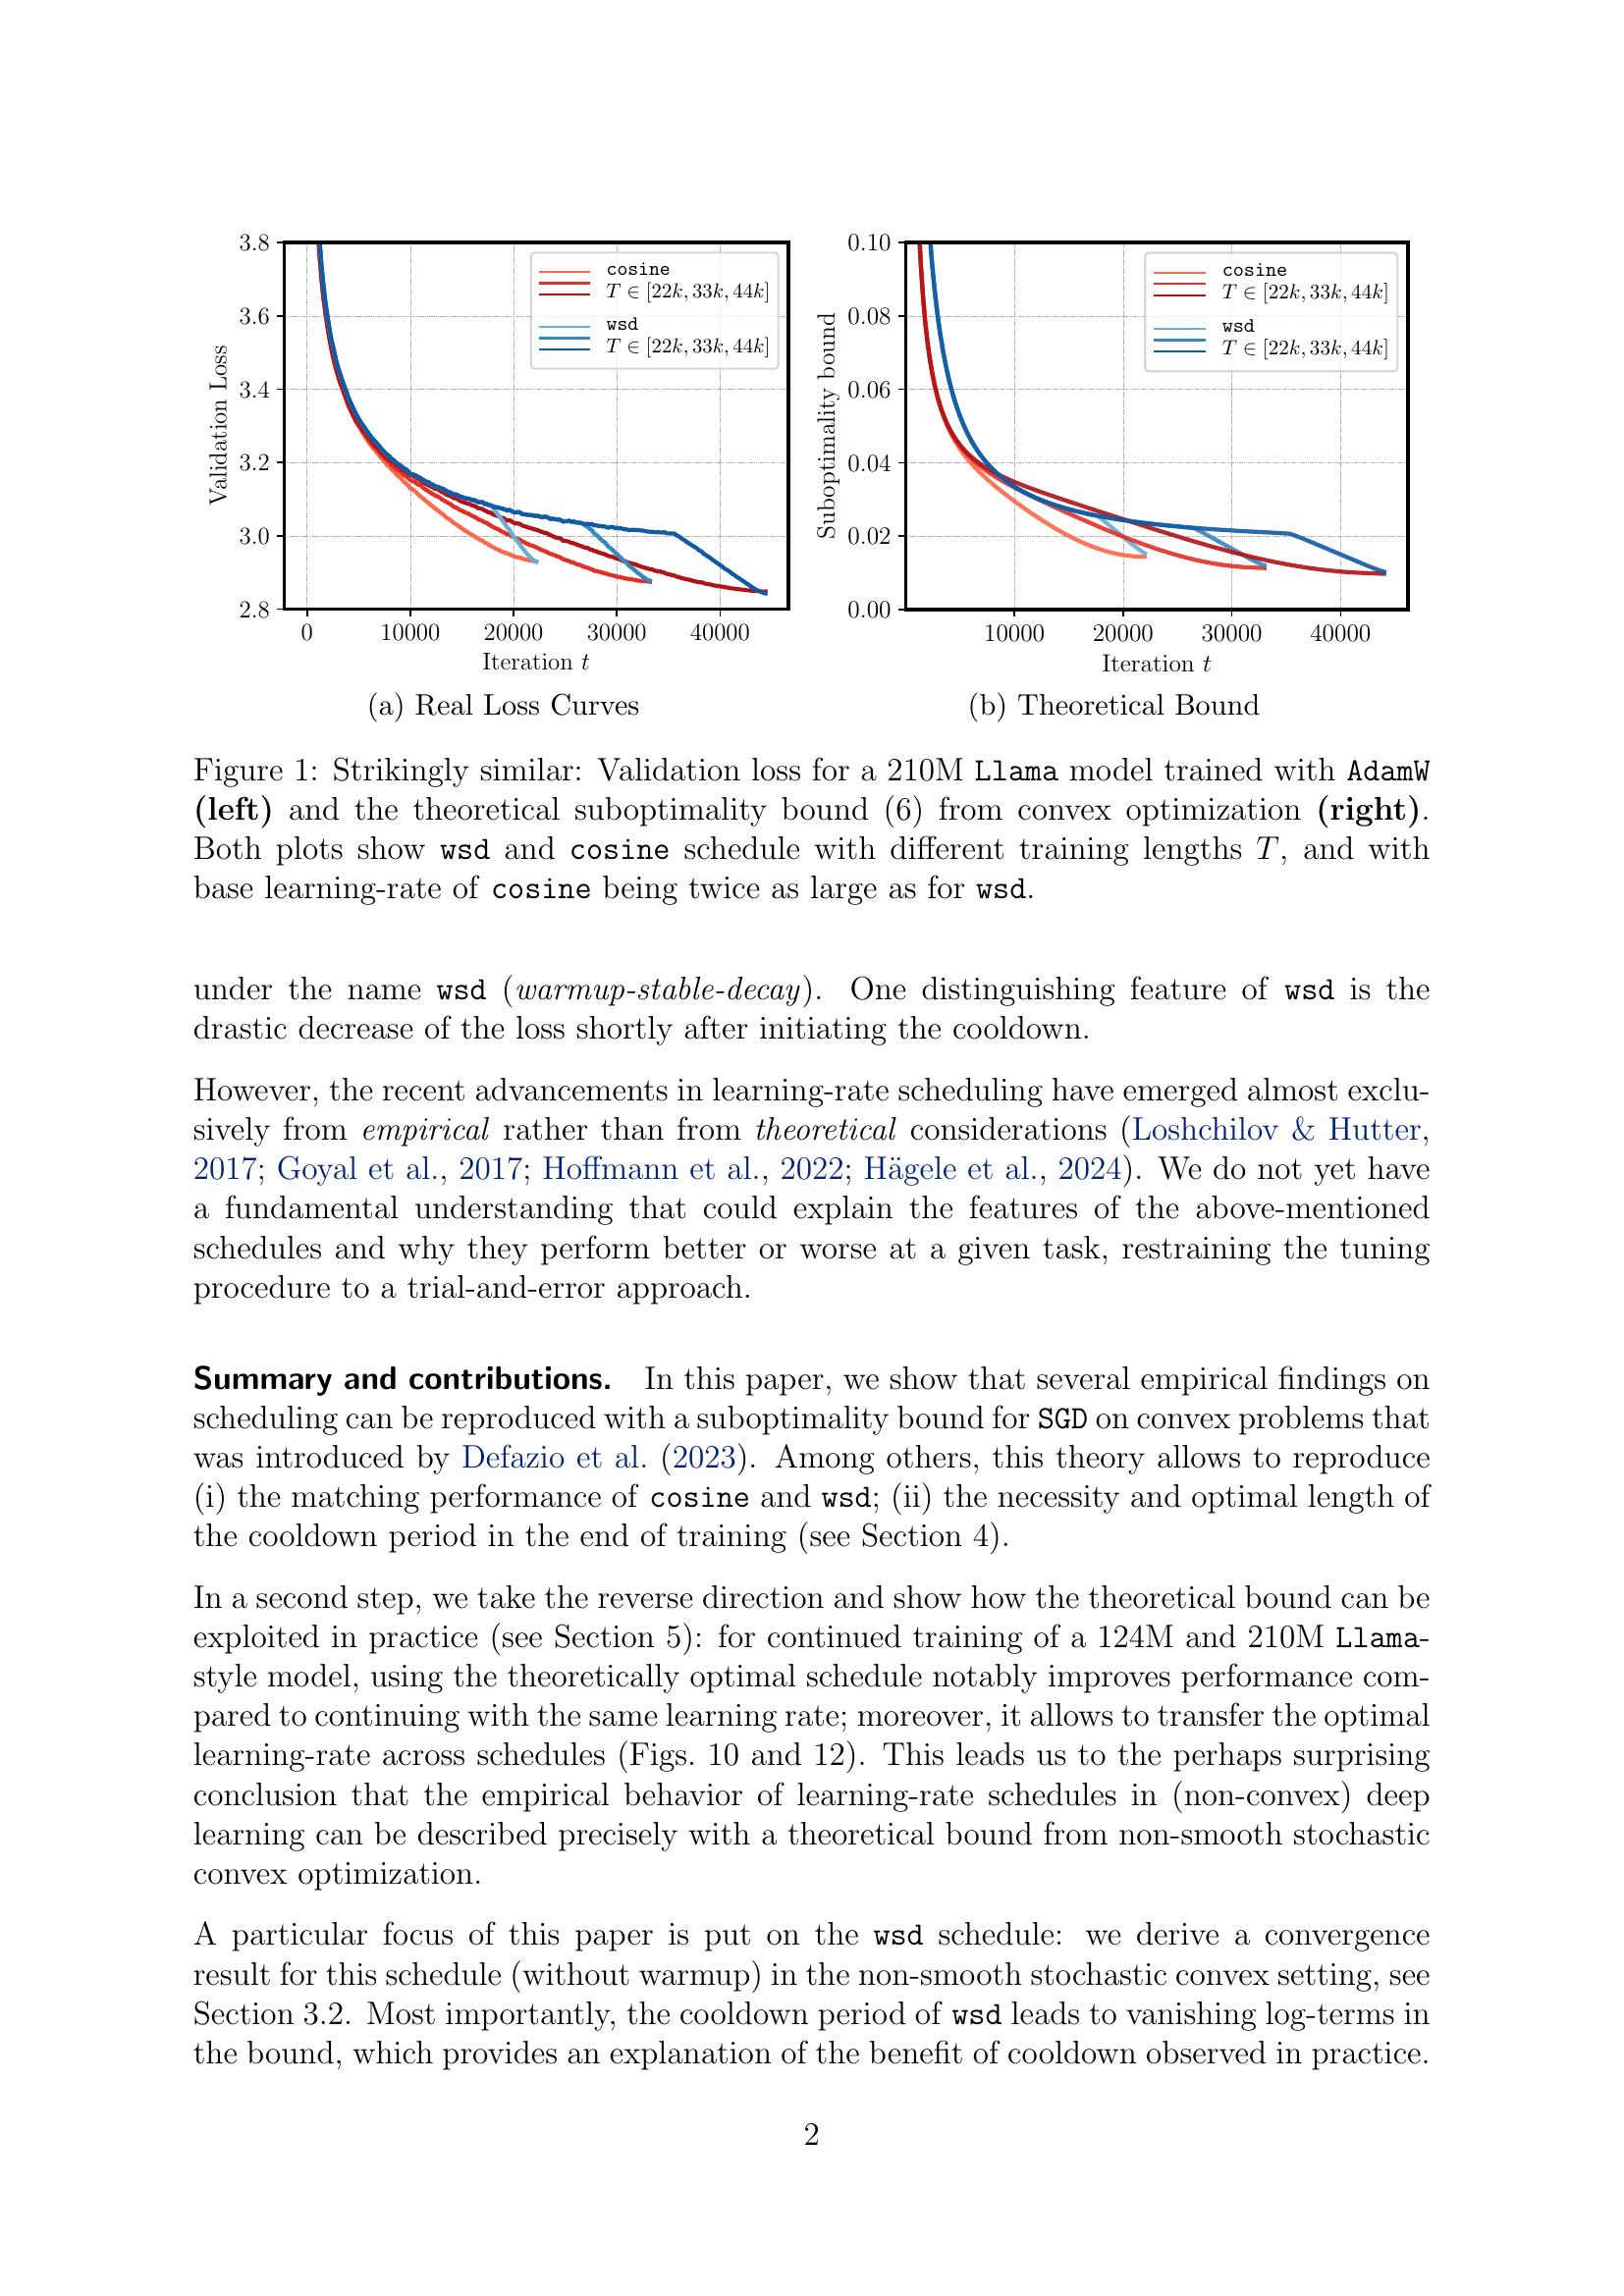 3.8
3.6
3.4
3.2
3.0
2.8
Validation Loss
0 10000 20000 30000 40000
Iteration t
cosine
T ∈ [22k, 33k, 44k]
wsd
T ∈ [22k, 33k, 44k]
(a) Real Loss Curves
0.10
0.08
0.06
0.04
0.02
0.00
Suboptimality bound
10000 20000 30000 40000
Iteration t
cosine
T ∈ [22k, 33k, 44k]
wsd
T ∈ [22k, 33k, 44k]
(b) Theoretical Bound
Figure 1: Strikingly similar: Validation loss for a 210M Llama model trained with AdamW
(left) and the theoretical suboptimality bound (6) from convex optimization (right).
Both plots show wsd and cosine schedule with different training lengths T, and with
base learning-rate of cosine being twice as large as for wsd.
under the name wsd (warmup-stable-decay). One distinguishing feature of wsd is the
drastic decrease of the loss shortly after initiating the cooldown.
However, the recent advancements in learning-rate scheduling have emerged almost exclu-
sively from empirical rather than from theoretical considerations (Loshchilov & Hutter,
2017; Goyal et al., 2017; Hoffmann et al., 2022; Hägele et al., 2024). We do not yet have
a fundamental understanding that could explain the features of the above-mentioned
schedules and why they perform better or worse at a given task, restraining the tuning
procedure to a trial-and-error approach.
Summary and contributions. In this paper, we show that several empirical findings on
scheduling can be reproduced with a suboptimality bound for SGD on convex problems that
was introduced by Defazio et al. (2023). Among others, this theory allows to reproduce
(i) the matching performance of cosine and wsd; (ii) the necessity and optimal length of
the cooldown period in the end of training (see Section 4).
In a second step, we take the reverse direction and show how the theoretical bound can be
exploited in practice (see Section 5): for continued training of a 124M and 210M Llama-
style model, using the theoretically optimal schedule notably improves performance com-
pared to continuing with the same learning rate; moreover, it allows to transfer the optimal
learning-rate across schedules (Figs. 10 and 12). This leads us to the perhaps surprising
conclusion that the empirical behavior of learning-rate schedules in (non-convex) deep
learning can be described precisely with a theoretical bound from non-smooth stochastic
convex optimization.
A particular focus of this paper is put on the wsd schedule: we derive a convergence
result for this schedule (without warmup) in the non-smooth stochastic convex setting, see
Section 3.2. Most importantly, the cooldown period of wsd leads to vanishing log-terms in
the bound, which provides an explanation of the benefit of cooldown observed in practice.
2